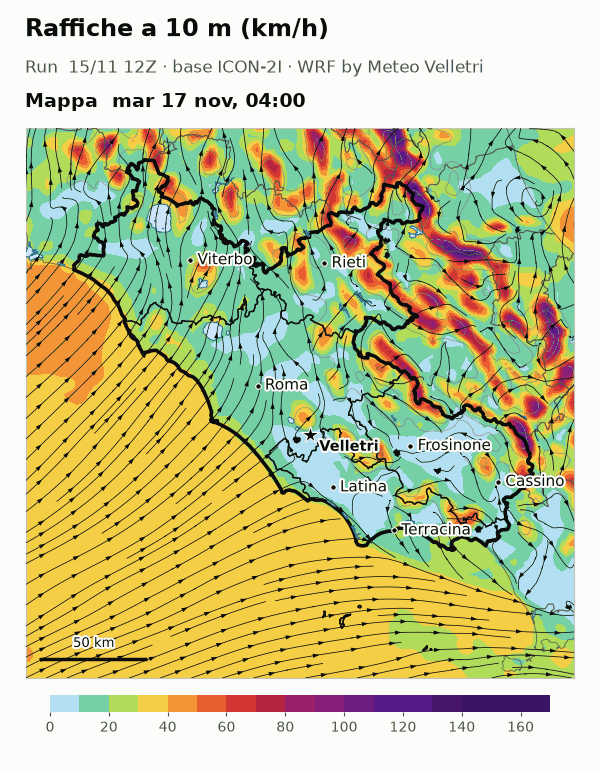 Raffiche a 10 m (km/h)
Run  15/11 12Z · base ICON-2I · WRF by Meteo Velletri
Mappa  mar 17 nov, 04:00
Viterbo
Rieti
Roma
Velletri
Frosinone
Latina
Cassino
Terracina
50 km
0 20 40 60 80 100 120 140 160